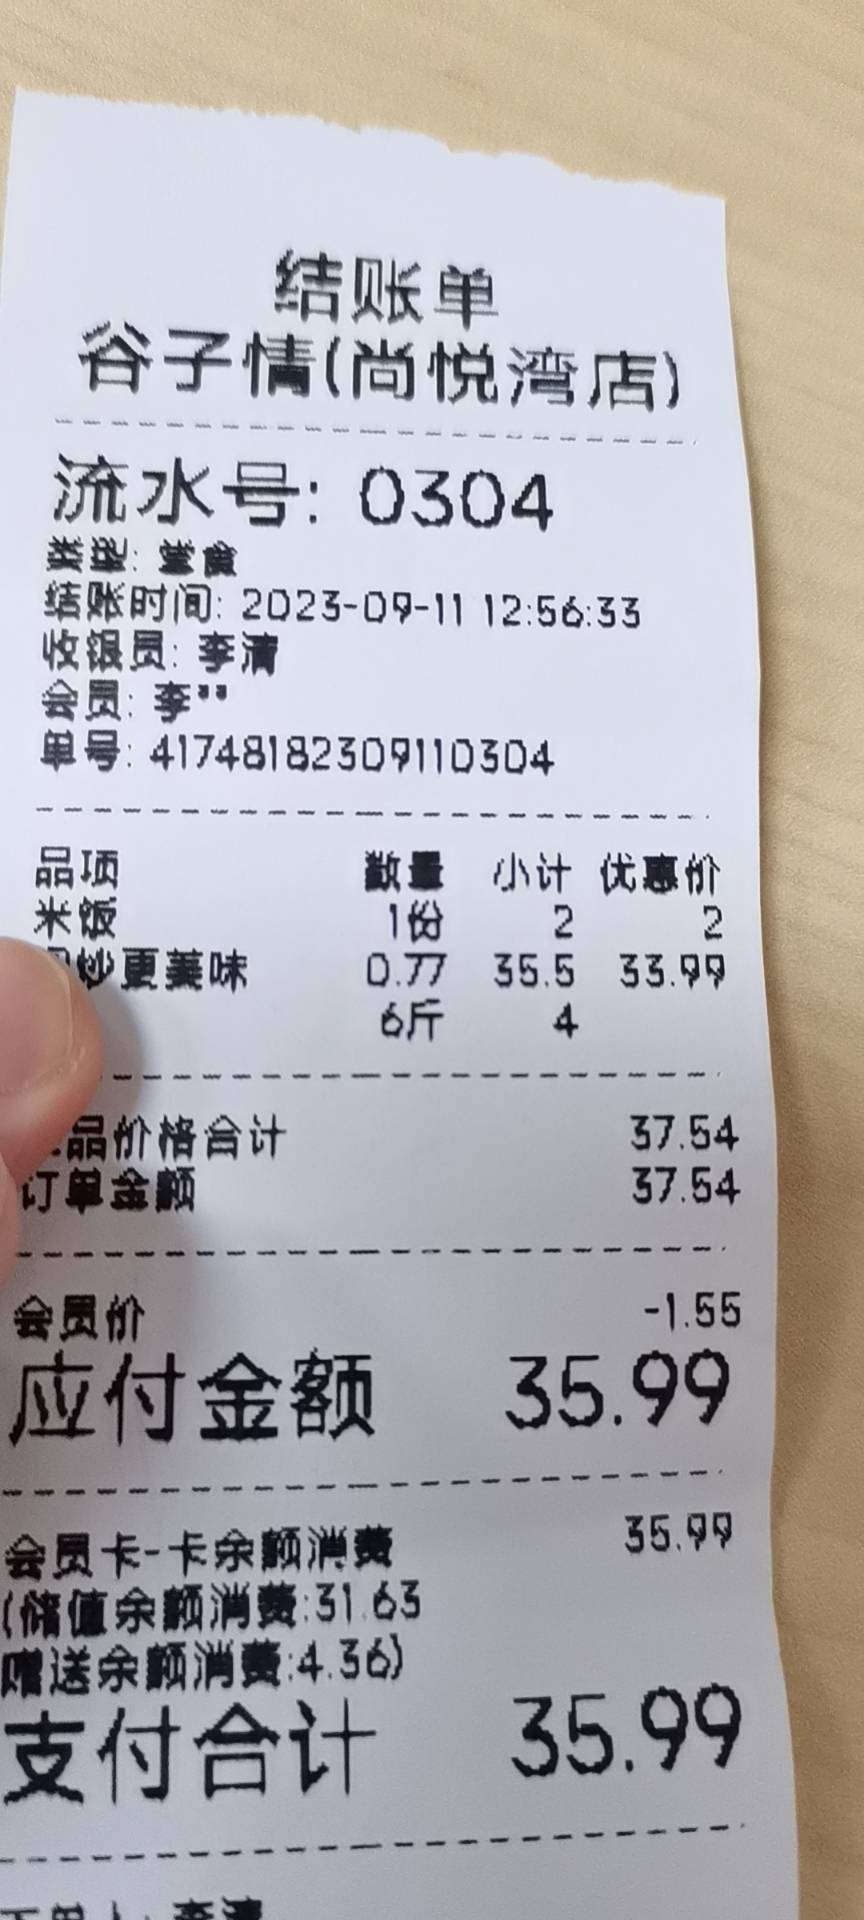 结账单
谷子情(尚悦湾店)
流水号: 0304
类型: 堂食
结账时间: 2023-09-11 12:56:33
收银员: 李清
会员: 李**
单号: 417481823091110304
品项 数量 小计 优惠价
米饭 1份 2 2
炒更美味 0.77 35.5 33.99
6斤 4
品价格合计 37.54
订单金额 37.54
会员价 -1.55
应付金额 35.99
会员卡-卡余额消费 35.99
(储值余额消费:31.63
赠送余额消费:4.36)
支付合计 35.99
下单人: 李清